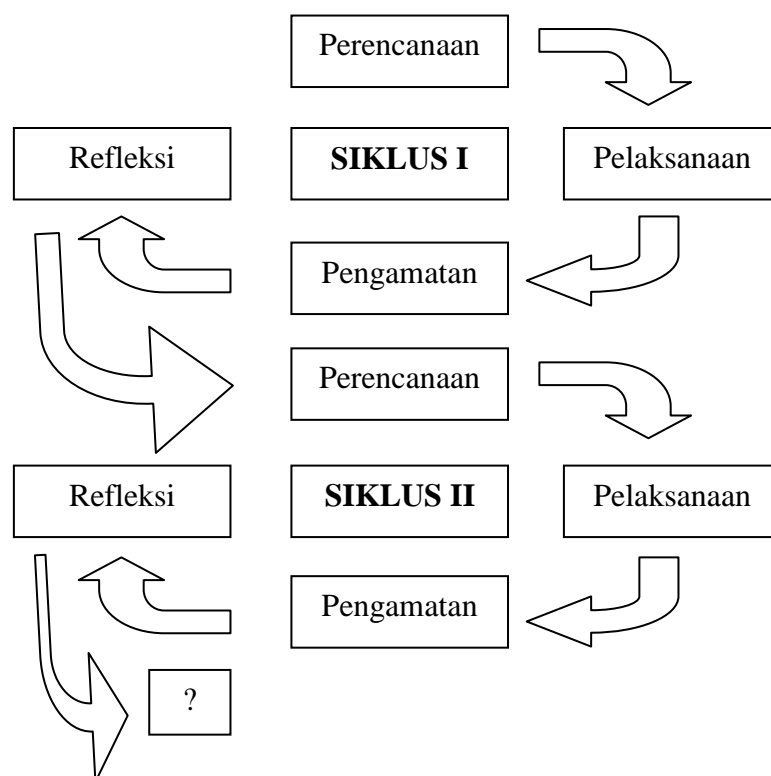 Perencanaan
Refleksi
SIKLUS I
Pelaksanaan
Pengamatan
Perencanaan
Refleksi
SIKLUS II
Pelaksanaan
Pengamatan
?